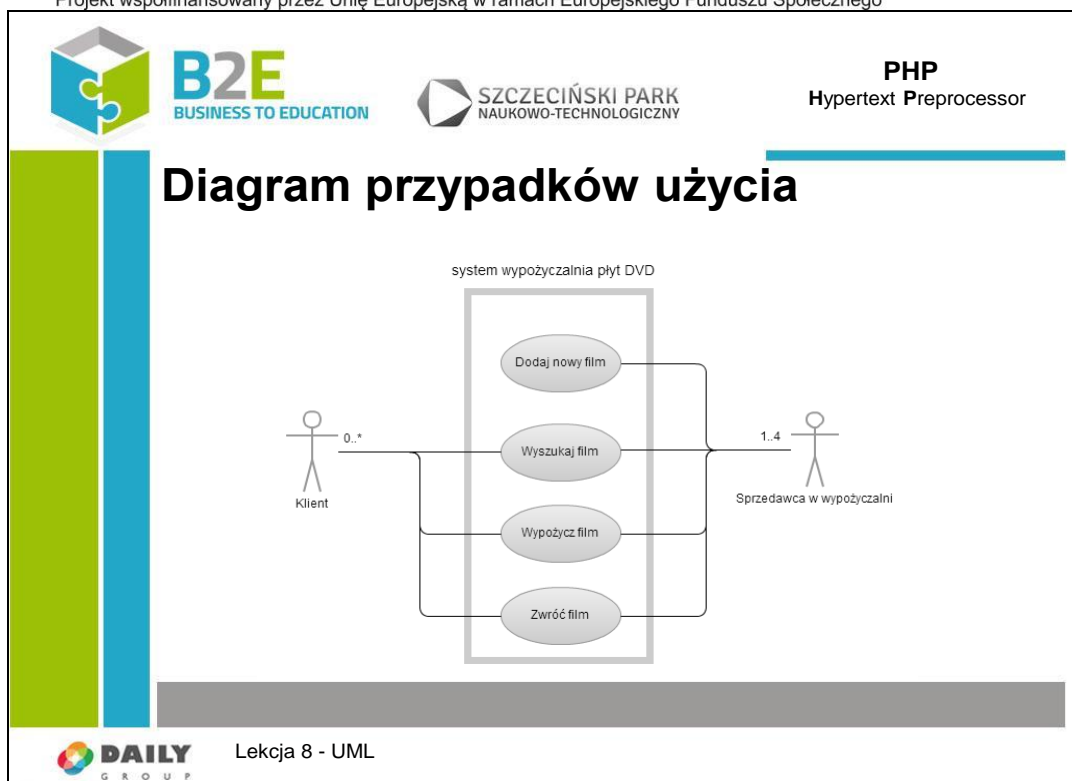 Projekt współfinansowany przez Unię Europejską w ramach Europejskiego Funduszu Społecznego
B2E
BUSINESS TO EDUCATION
SZCZECIŃSKI PARK
NAUKOWO-TECHNOLOGICZNY
PHP
Hypertext Preprocessor
Diagram przypadków użycia
system wypożyczalnia płyt DVD
Dodaj nowy film
0..*
Wyszukaj film
1..4
Klient
Sprzedawca w wypożyczalni
Wypożycz film
Zwróć film
DAILY
GROUP
Lekcja 8 - UML